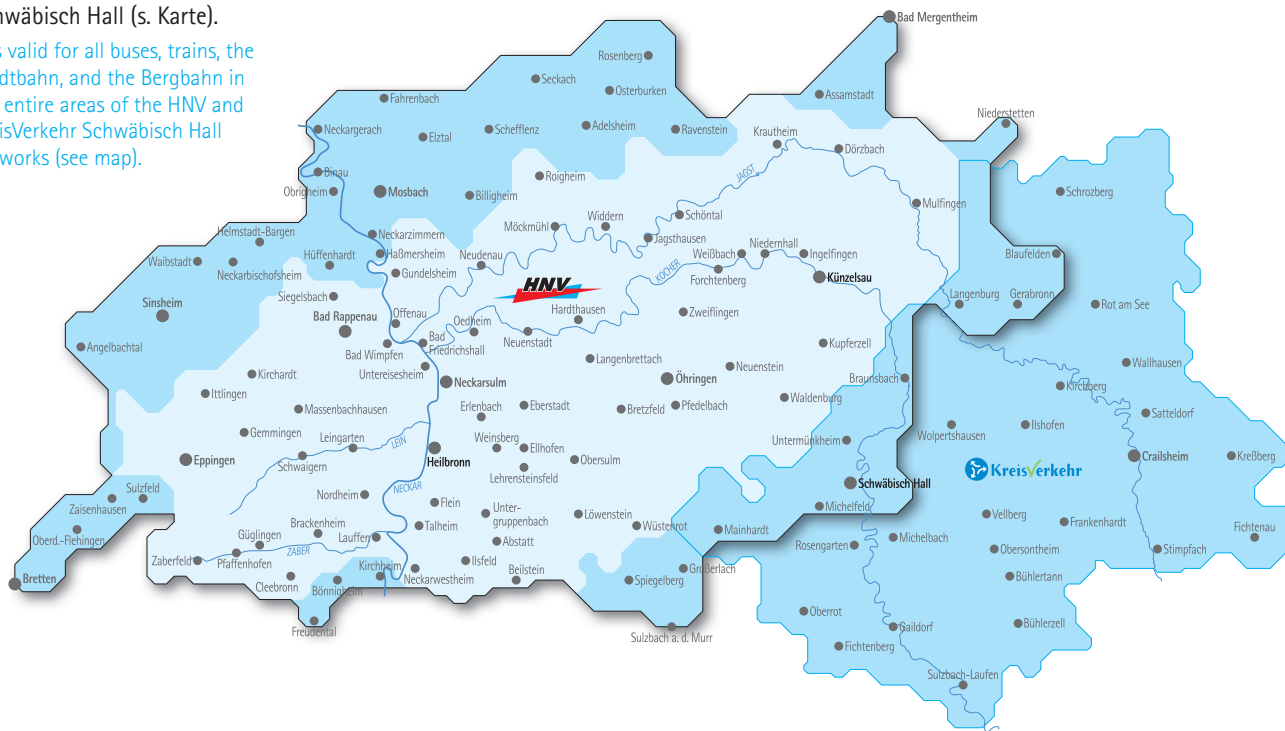 hwäbisch Hall (s. Karte).
s valid for all buses, trains, the
dtbahn, and the Bergbahn in
entire areas of the HNV and
isVerkehr Schwäbisch Hall
works (see map).
Bad Mergentheim
Rosenberg
Seckach
Osterburken
Assamstadt
Fahrenbach
Niederstetten
Neckargerach
Elztal
Schefflenz
Adelsheim
Ravenstein
Krautheim
Dörzbach
Binau
Obrigheim
Mosbach
Billigheim
Roigheim
JAGST
Schrozberg
Mulfingen
Schöntal
Möckmühl
Widdern
Neckarzimmern
Helmstadt-Bargen
Jagsthausen
Haßmersheim
Hüffenhardt
Neudenau
Weißbach
Niedernhall
Ingelfingen
Blaufelden
Waibstadt
Neckarbischofsheim
Gundelsheim
KOCHER
Forchtenberg
Künzelsau
HNV
Siegelsbach
Langenburg
Gerabronn
Rot am See
Sinsheim
Bad Rappenau
Offenau
Oedheim
Hardthausen
Zweiflingen
Neuenstadt
Angelbachtal
Bad Wimpfen
Bad
Friedrichshall
Kupferzell
Langenbrettach
Untereisesheim
Neuenstein
Wallhausen
Kirchardt
Neckarsulm
Öhringen
Braunsbach
Kirchberg
Ittlingen
Waldenburg
Massenbachhausen
Erlenbach
Eberstadt
Bretzfeld
Pfedelbach
Satteldorf
Gemmingen
Leingarten
LEIN
Wolpertshausen
Ilshofen
Untermünkheim
Weinsberg
Ellhofen
Heilbronn
Eppingen
Schwaigern
Obersulm
Lehrensteinsfeld
Crailsheim
Kreßberg
KreisVerkehr
Schwäbisch Hall
NECKAR
Nordheim
Sulzfeld
Zaisenhausen
Flein
Michelfeld
Unter-
gruppenbach
Löwenstein
Vellberg
Frankenhardt
Talheim
Wüstenrot
Mainhardt
Oberd.-Flehingen
Güglingen
Brackenheim
Lauffen
Abstatt
Michelbach
Fichtenau
Rosengarten
Obersontheim
Stimpfach
ZABER
Zaberfeld
Pfaffenhofen
Ilsfeld
Großerlach
Bretten
Cleebronn
Bönnigheim
Kirchheim
Neckarwestheim
Beilstein
Spiegelberg
Bühlertann
Oberrot
Freudental
Gaildorf
Bühlerzell
Sulzbach a. d. Murr
Fichtenberg
Sulzbach-Laufen